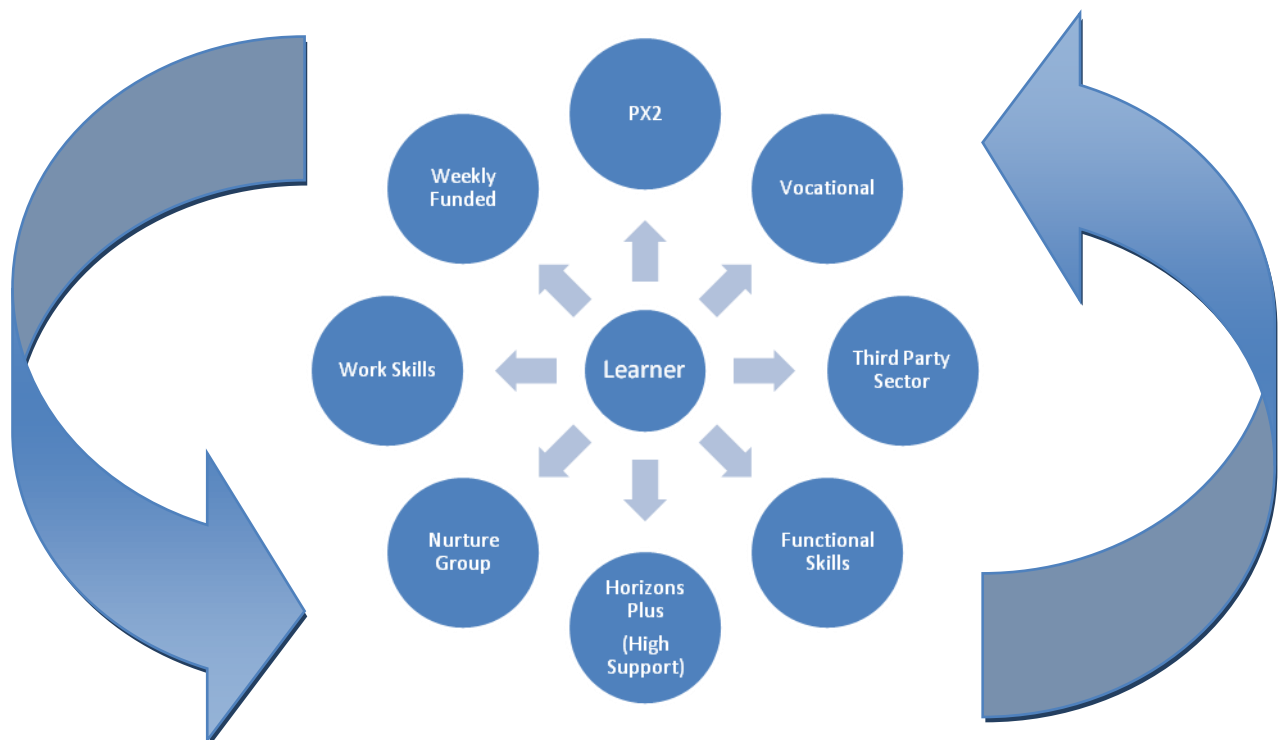 PX2
Weekly
Funded
Vocational
Work Skills
Learner
Third Party
Sector
Nurture
Group
Functional
Skills
Horizons
Plus
(High
Support)